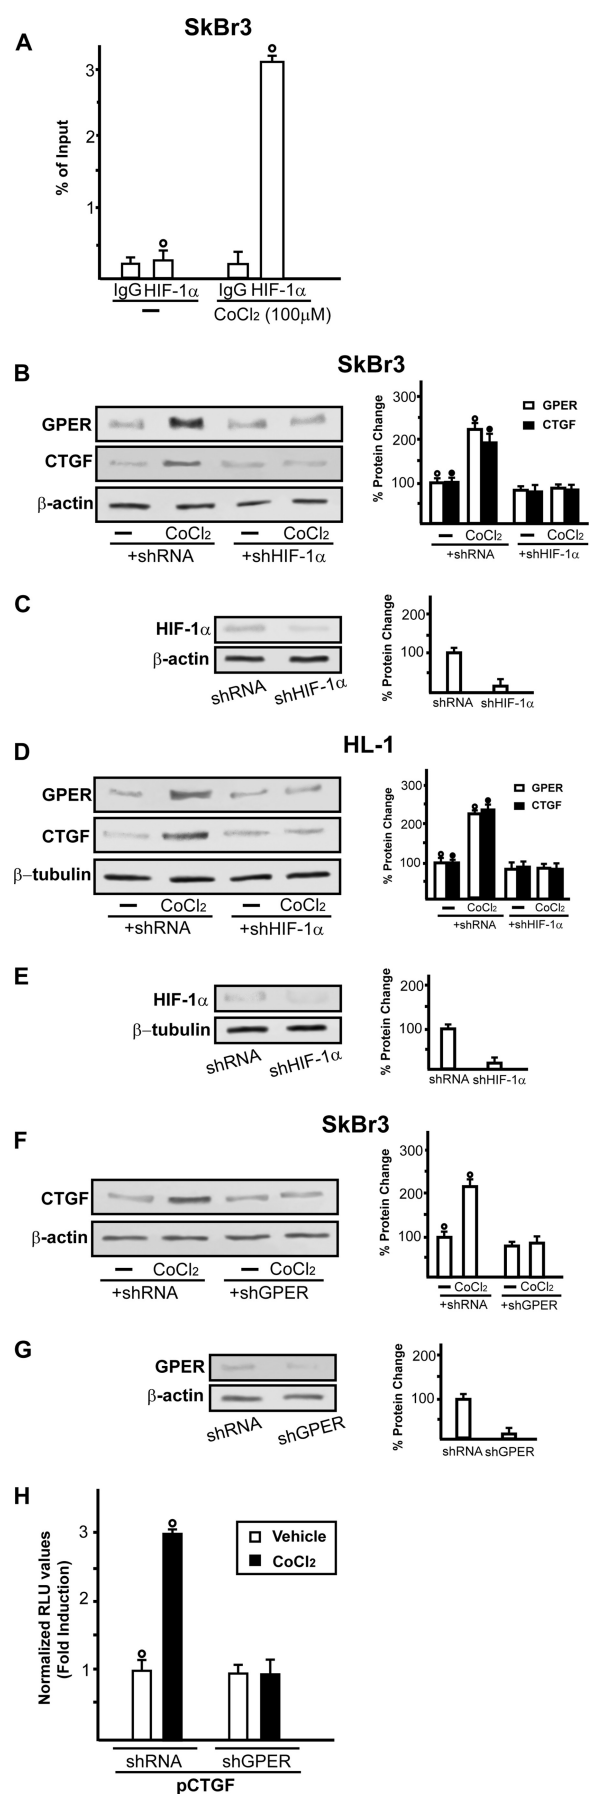 SkBr3
A
% of Input
3
2
1
IgG HIF-1α IgG HIF-1α
– CoCl2 (100μM)
SkBr3
B
GPER
CTGF
β-actin
– CoCl2 – CoCl2
+shRNA +shHIF-1α
% Protein Change
300
200
100
GPER
CTGF
– CoCl2 – CoCl2
+shRNA +shHIF-1α
C
HIF-1α
β-actin
shRNA shHIF-1α
% Protein Change
200
100
shRNA shHIF-1α
HL-1
D
GPER
CTGF
β–tubulin
– CoCl2 – CoCl2
+shRNA +shHIF-1α
% Protein Change
300
200
100
GPER
CTGF
– CoCl2 – CoCl2
+shRNA +shHIF-1α
E
HIF-1α
β–tubulin
shRNA shHIF-1α
% Protein Change
200
100
shRNA shHIF-1α
SkBr3
F
CTGF
β-actin
– CoCl2 – CoCl2
+shRNA +shGPER
% Protein Change
300
200
100
– CoCl2 – CoCl2
+shRNA +shGPER
G
GPER
β-actin
shRNA shGPER
% Protein Change
200
100
shRNA shGPER
H
Normalized RLU values
(Fold Induction)
3
2
1
Vehicle
CoCl2
shRNA shGPER
pCTGF